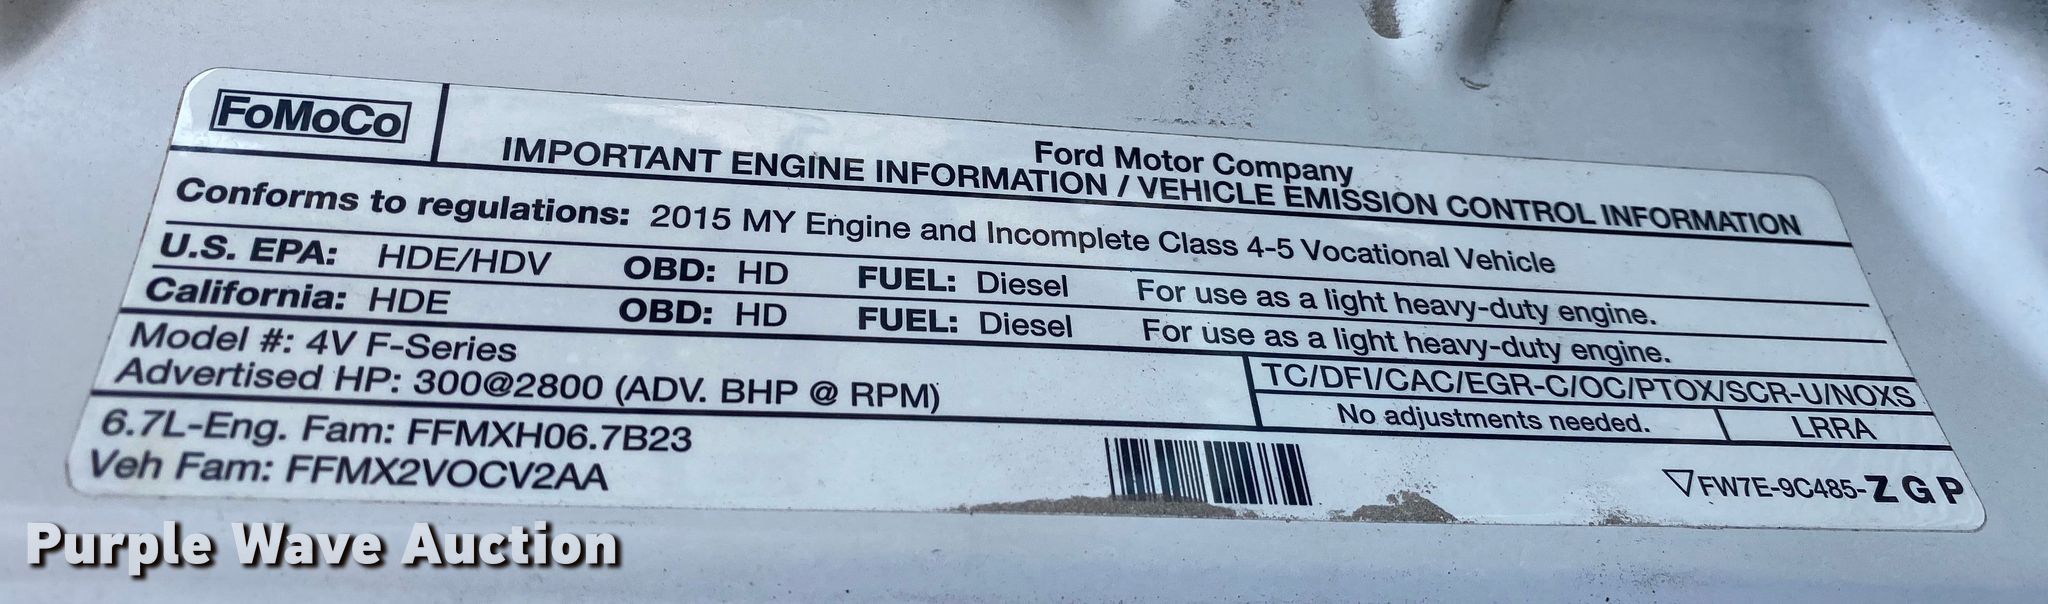 FoMoCo
Ford Motor Company
IMPORTANT ENGINE INFORMATION / VEHICLE EMISSION CONTROL INFORMATION
Conforms to regulations: 2015 MY Engine and Incomplete Class 4-5 Vocational Vehicle
U.S. EPA: HDE/HDV OBD: HD FUEL: Diesel For use as a light heavy-duty engine.
California: HDE OBD: HD FUEL: Diesel For use as a light heavy-duty engine.
Model #: 4V F-Series
Advertised HP: 300@2800 (ADV. BHP @ RPM)
TC/DFI/CAC/EGR-C/OC/PTOX/SCR-U/NOXS
No adjustments needed. LRRA
6.7L-Eng. Fam: FFMXH06.7B23
Veh Fam: FFMX2VOCV2AA
FW7E-9C485-ZGP
Purple Wave Auction